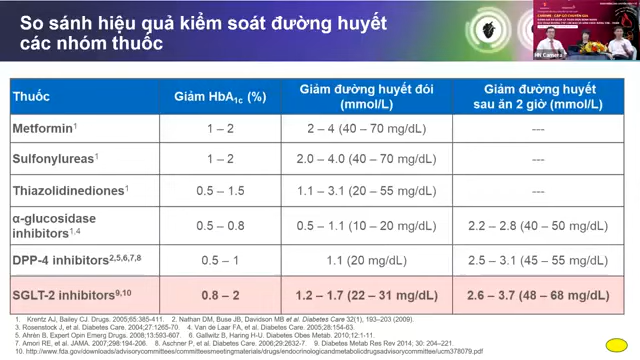 So sánh hiệu quả kiểm soát đường huyết
các nhóm thuốc
HN Camera
Thuốc	Giảm HbA1c (%)	Giảm đường huyết đói (mmol/L)	Giảm đường huyết sau ăn 2 giờ (mmol/L)
Metformin1	1 – 2	2 – 4 (40 – 70 mg/dL)	---
Sulfonylureas1	1 – 2	2.0 – 4.0 (40 – 70 mg/dL)	---
Thiazolidinediones1	0.5 – 1.5	1.1 – 3.1 (20 – 55 mg/dL)	---
α-glucosidase inhibitors1,4	0.5 – 0.8	0.5 – 1.1 (10 – 20 mg/dL)	2.2 – 2.8 (40 – 50 mg/dL)
DPP-4 inhibitors2,5,6,7,8	0.5 – 1	1.1 (20 mg/dL)	2.5 – 3.1 (45 – 55 mg/dL)
SGLT-2 inhibitors9,10	0.8 – 2	1.2 – 1.7 (22 – 31 mg/dL)	2.6 – 3.7 (48 – 68 mg/dL)
1. Krentz AJ, Bailey CJ. Drugs. 2005;65:385-411. 2. Nathan DM, Buse JB, Davidson MB et al. Diabetes Care 32(1), 193–203 (2009).
3. Rosenstock J, et al. Diabetes Care. 2004;27:1265-70. 4. Van de Laar FA, et al. Diabetes Care. 2005;28:154-63.
5. Ahrén B. Expert Opin Emerg Drugs. 2008;13:593-607. 6. Gallwitz B, Haring H-U. Diabetes Obes Metab. 2010;12:1-11.
7. Amori RE, et al. JAMA. 2007;298:194-206. 8. Aschner P, et al. Diabetes Care. 2006;29:2632-7. 9. Diabetes Metab Res Rev 2014; 30: 204–221.
10. http://www.fda.gov/downloads/advisorycommittees/committeesmeetingmaterials/drugs/endocrinologicandmetabolicdrugsadvisorycommittee/ucm378079.pdf